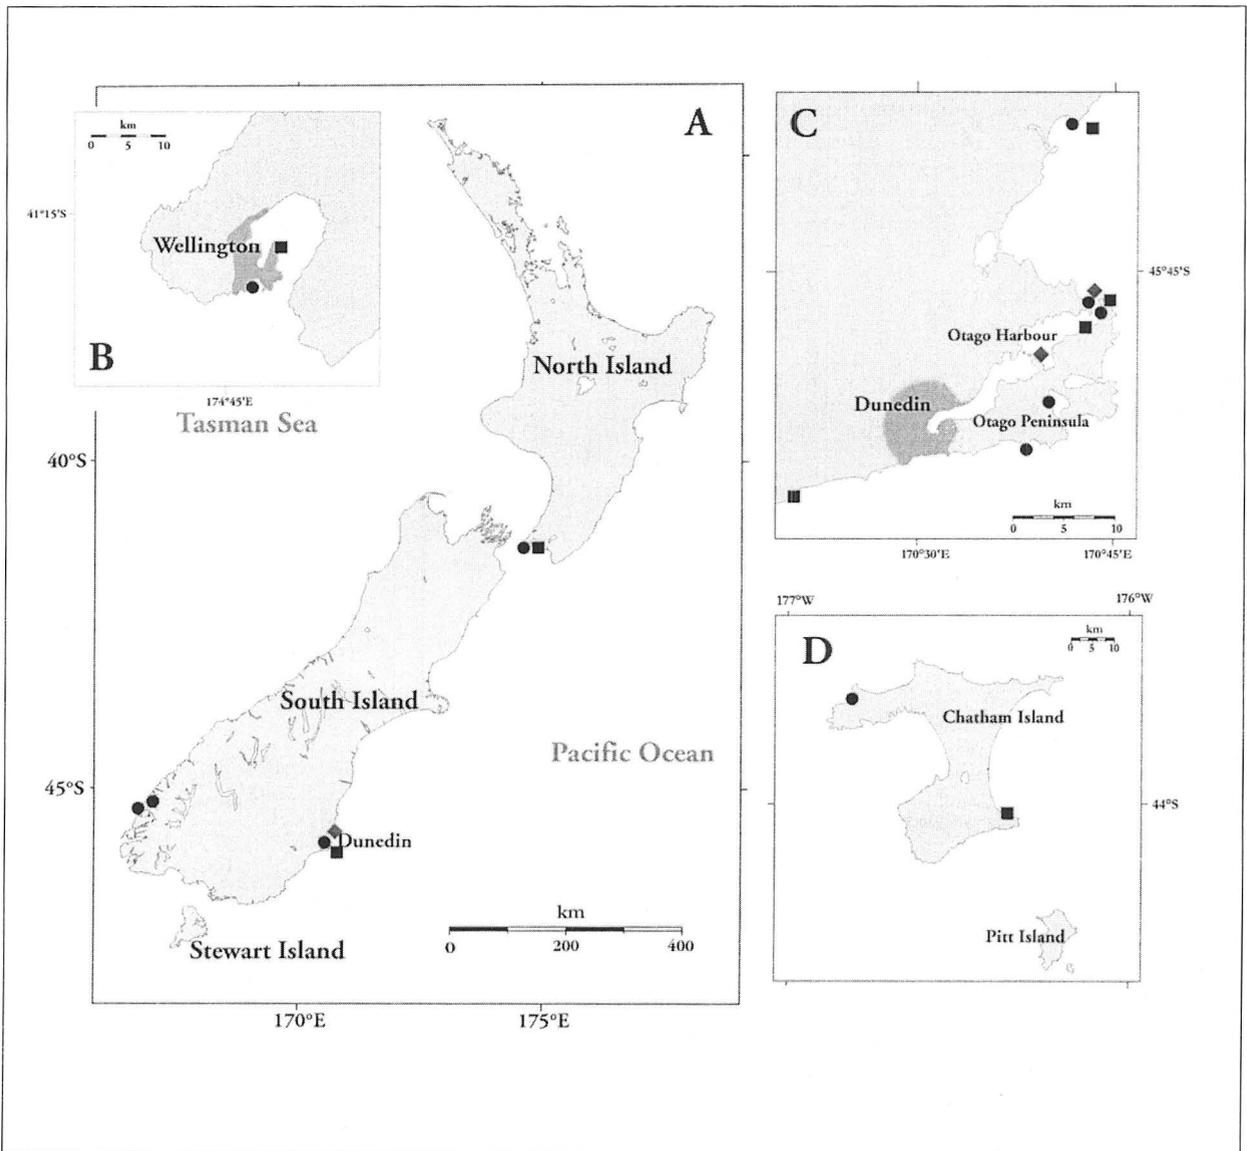 A
km
0 5 10
41°15'S
Wellington
B
174°45'E
Tasman Sea
North Island
40°S
South Island
Pacific Ocean
45°S
Dunedin
km
0 200 400
Stewart Island
170°E 175°E
C
45°45'S
Otago Harbour
Dunedin
Otago Peninsula
km
0 5 10
170°30'E 170°45'E
177°W 176°W
D
km
0 5 10
Chatham Island
44°S
Pitt Island